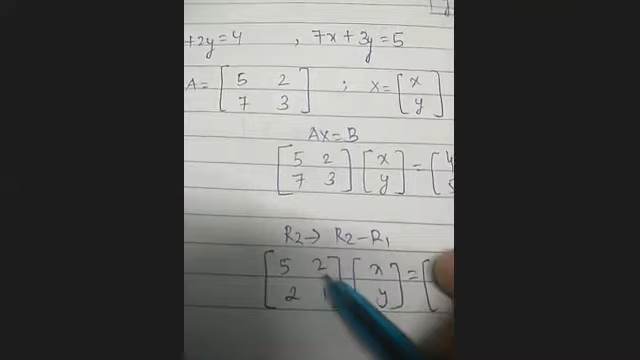 +2y=4 , 7x+3y=5
A= [5 2
7 3] ; X= [x
y]
AX=B
[5 2
7 3] [x
y] = [4
R2→ R2-R1
[5 2
2 1] [x
y] = [